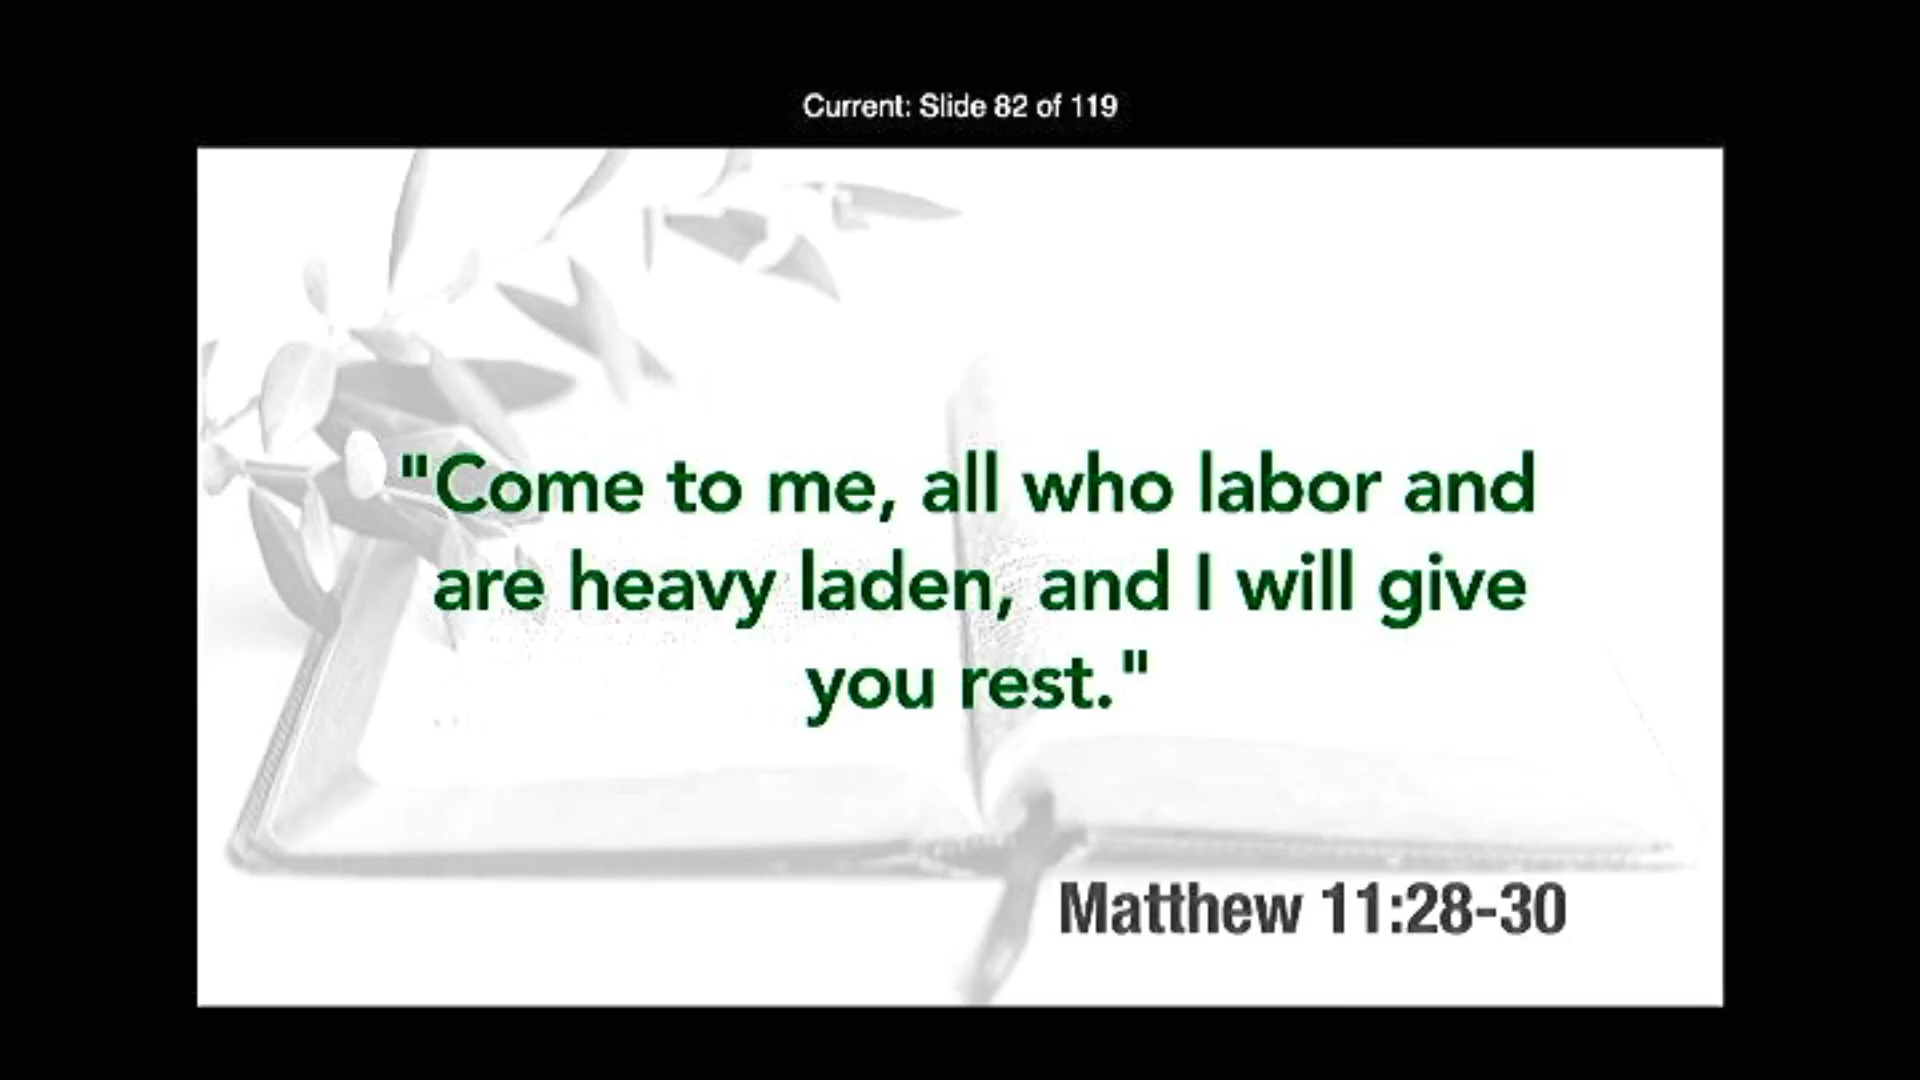 Current: Slide 82 of 119
"Come to me, all who labor and
are heavy laden, and I will give
you rest."
Matthew 11:28-30